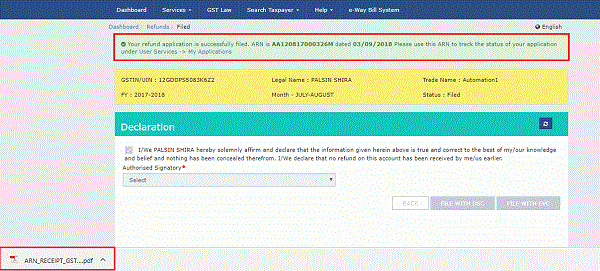 Dashboard Services GST Law Search Taxpayer Help e-Way Bill System
Dashboard Refunds Filed English
Your refund application is successfully filed. ARN is AA120817000326M dated 03/09/2018 Please use this ARN to track the status of your application
under User Services -> My Applications
GSTIN/UIN : 12GDDPS5083K6Z2 Legal Name : PALSIN SHIRA Trade Name : Automation1
FY : 2017-2018 Month - JULY-AUGUST Status : Filed
Declaration
I/We PALSIN SHIRA hereby solemnly affirm and declare that the information given herein above is true and correct to the best of my/our knowledge
and belief and nothing has been concealed therefrom. I/We declare that no refund on this account has been received by me/us earlier.
Authorised Signatory*
Select
BACK FILE WITH DSC FILE WITH EVC
ARN_RECEIPT_GST....pdf